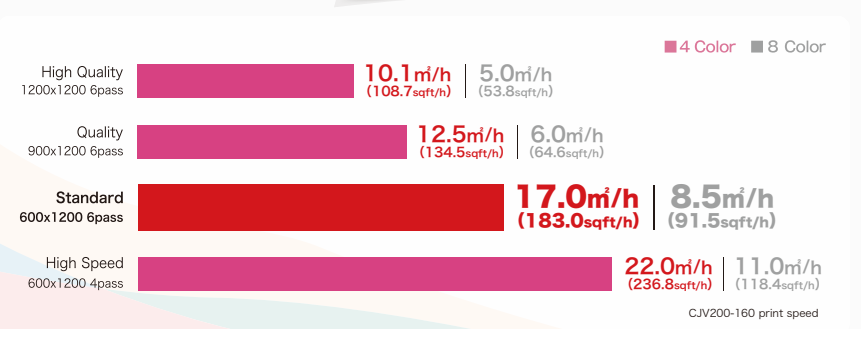 4 Color 8 Color
High Quality
1200x1200 6pass
10.1㎡/h 5.0㎡/h
(108.7sqft/h) (53.8sqft/h)
Quality
900x1200 6pass
12.5㎡/h 6.0㎡/h
(134.5sqft/h) (64.6sqft/h)
Standard
600x1200 6pass
17.0㎡/h 8.5㎡/h
(183.0sqft/h) (91.5sqft/h)
High Speed
600x1200 4pass
22.0㎡/h 11.0㎡/h
(236.8sqft/h) (118.4sqft/h)
CJV200-160 print speed